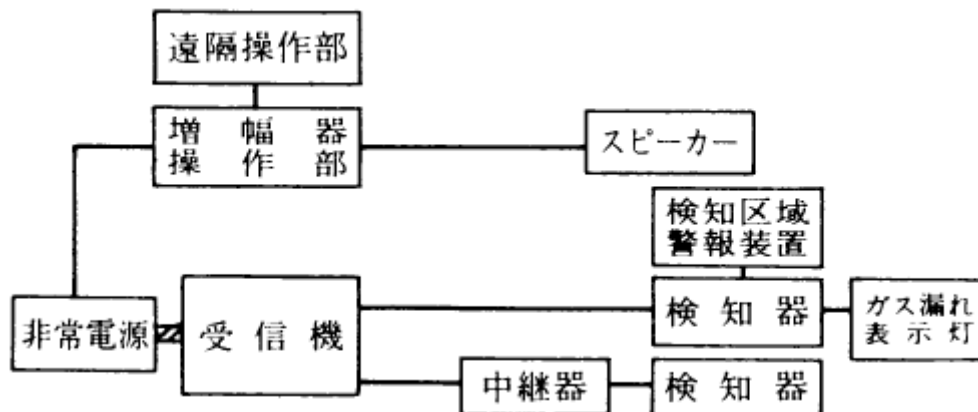 遠隔操作部
増幅器
操作部
スピーカー
検知区域
警報装置
非常電源
受信機
検知器
ガス漏れ
表示灯
中継器
検知器